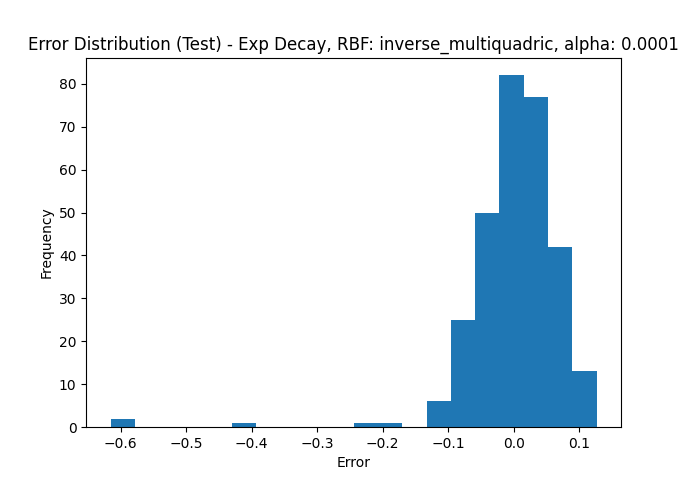 Error Distribution (Test) - Exp Decay, RBF: inverse_multiquadric, alpha: 0.0001
80
70
60
50
40
30
20
10
0
Frequency
−0.6 −0.5 −0.4 −0.3 −0.2 −0.1 0.0 0.1
Error